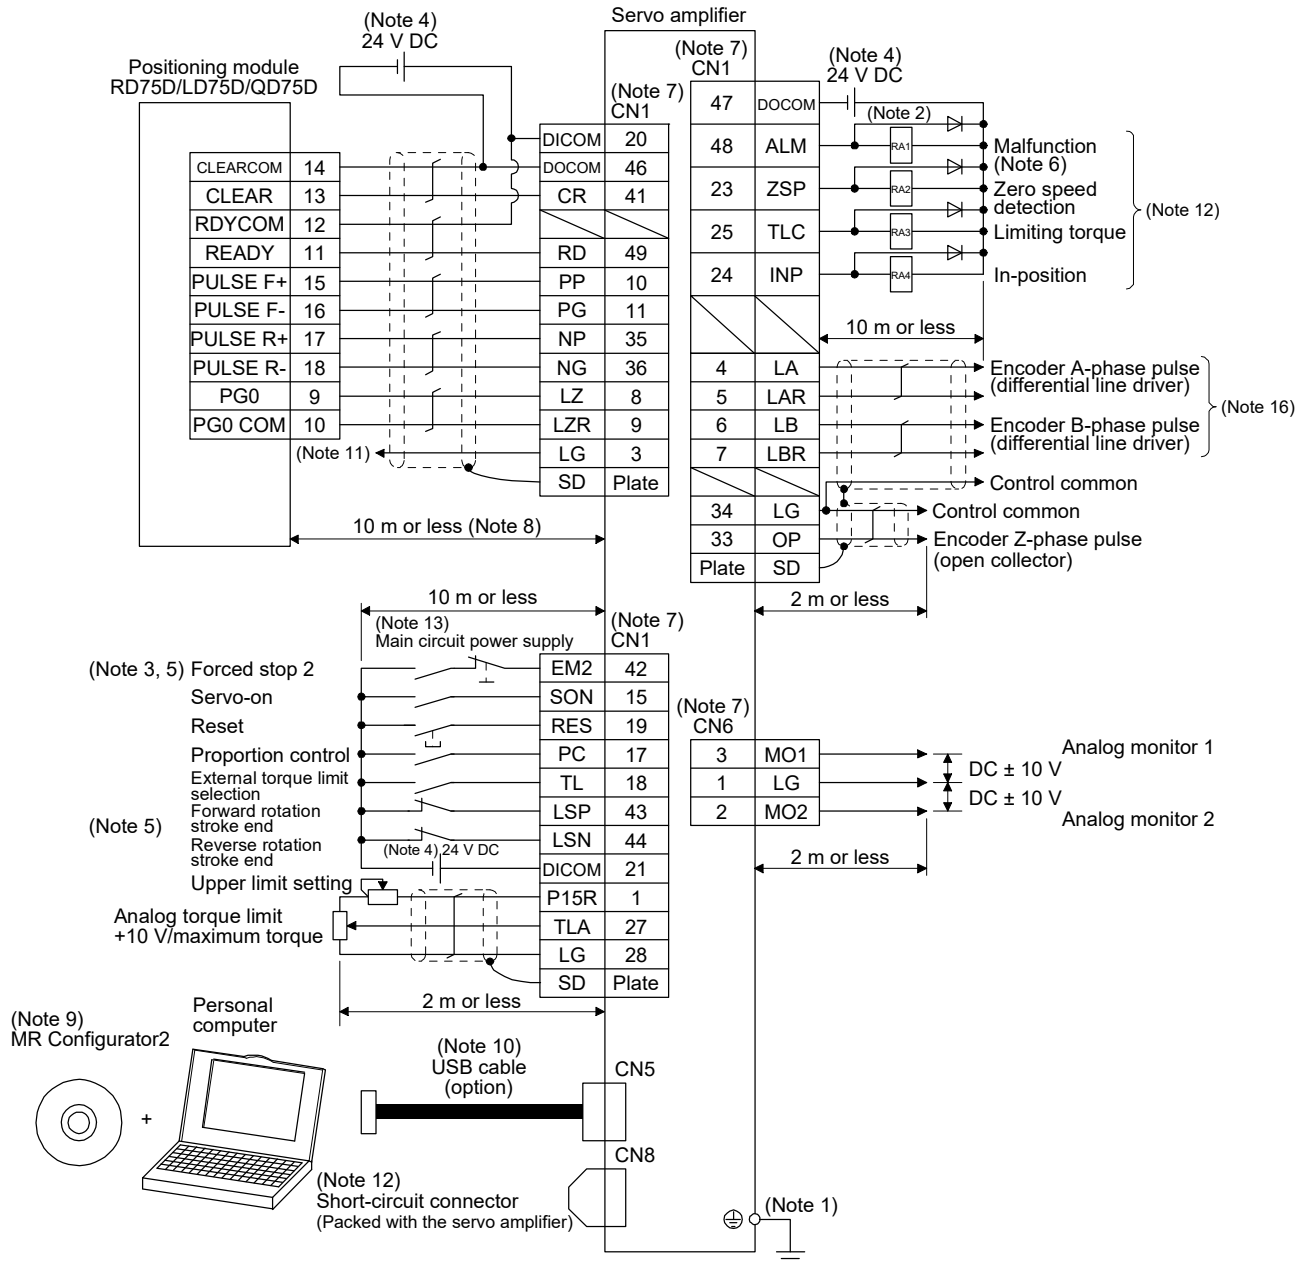 Servo amplifier
(Note 4)
24 V DC
Positioning module
RD75D/LD75D/QD75D
(Note 7)
CN1
DICOM 20
CLEARCOM 14 DOCOM 46
CLEAR 13 CR 41
RDYCOM 12
READY 11 RD 49
PULSE F+ 15 PP 10
PULSE F- 16 PG 11
PULSE R+ 17 NP 35
PULSE R- 18 NG 36
PG0 9 LZ 8
PG0 COM 10 LZR 9
(Note 11) LG 3
SD Plate
10 m or less (Note 8)
(Note 7)
CN1
(Note 4)
24 V DC
47 DOCOM
(Note 2)
48 ALM RA1 Malfunction
(Note 6)
23 ZSP RA2 Zero speed
detection
25 TLC RA3 Limiting torque
24 INP RA4 In-position
(Note 12)
10 m or less
4 LA Encoder A-phase pulse
(differential line driver)
5 LAR
6 LB Encoder B-phase pulse
(differential line driver)
7 LBR
(Note 16)
Control common
34 LG Control common
33 OP Encoder Z-phase pulse
(open collector)
Plate SD
2 m or less
10 m or less
(Note 13)
Main circuit power supply
(Note 7)
CN1
(Note 3, 5) Forced stop 2 EM2 42
Servo-on SON 15
Reset RES 19
Proportion control PC 17
External torque limit
selection TL 18
Forward rotation
stroke end LSP 43
(Note 5)
Reverse rotation
stroke end LSN 44
(Note 4) 24 V DC DICOM 21
Upper limit setting P15R 1
Analog torque limit
+10 V/maximum torque TLA 27
LG 28
SD Plate
2 m or less
(Note 7)
CN6
3 MO1 Analog monitor 1
DC ± 10 V
1 LG
DC ± 10 V
2 MO2 Analog monitor 2
2 m or less
(Note 9)
MR Configurator2
+
Personal
computer
(Note 10)
USB cable
(option)
CN5
CN8
(Note 12)
Short-circuit connector
(Packed with the servo amplifier)
(Note 1)